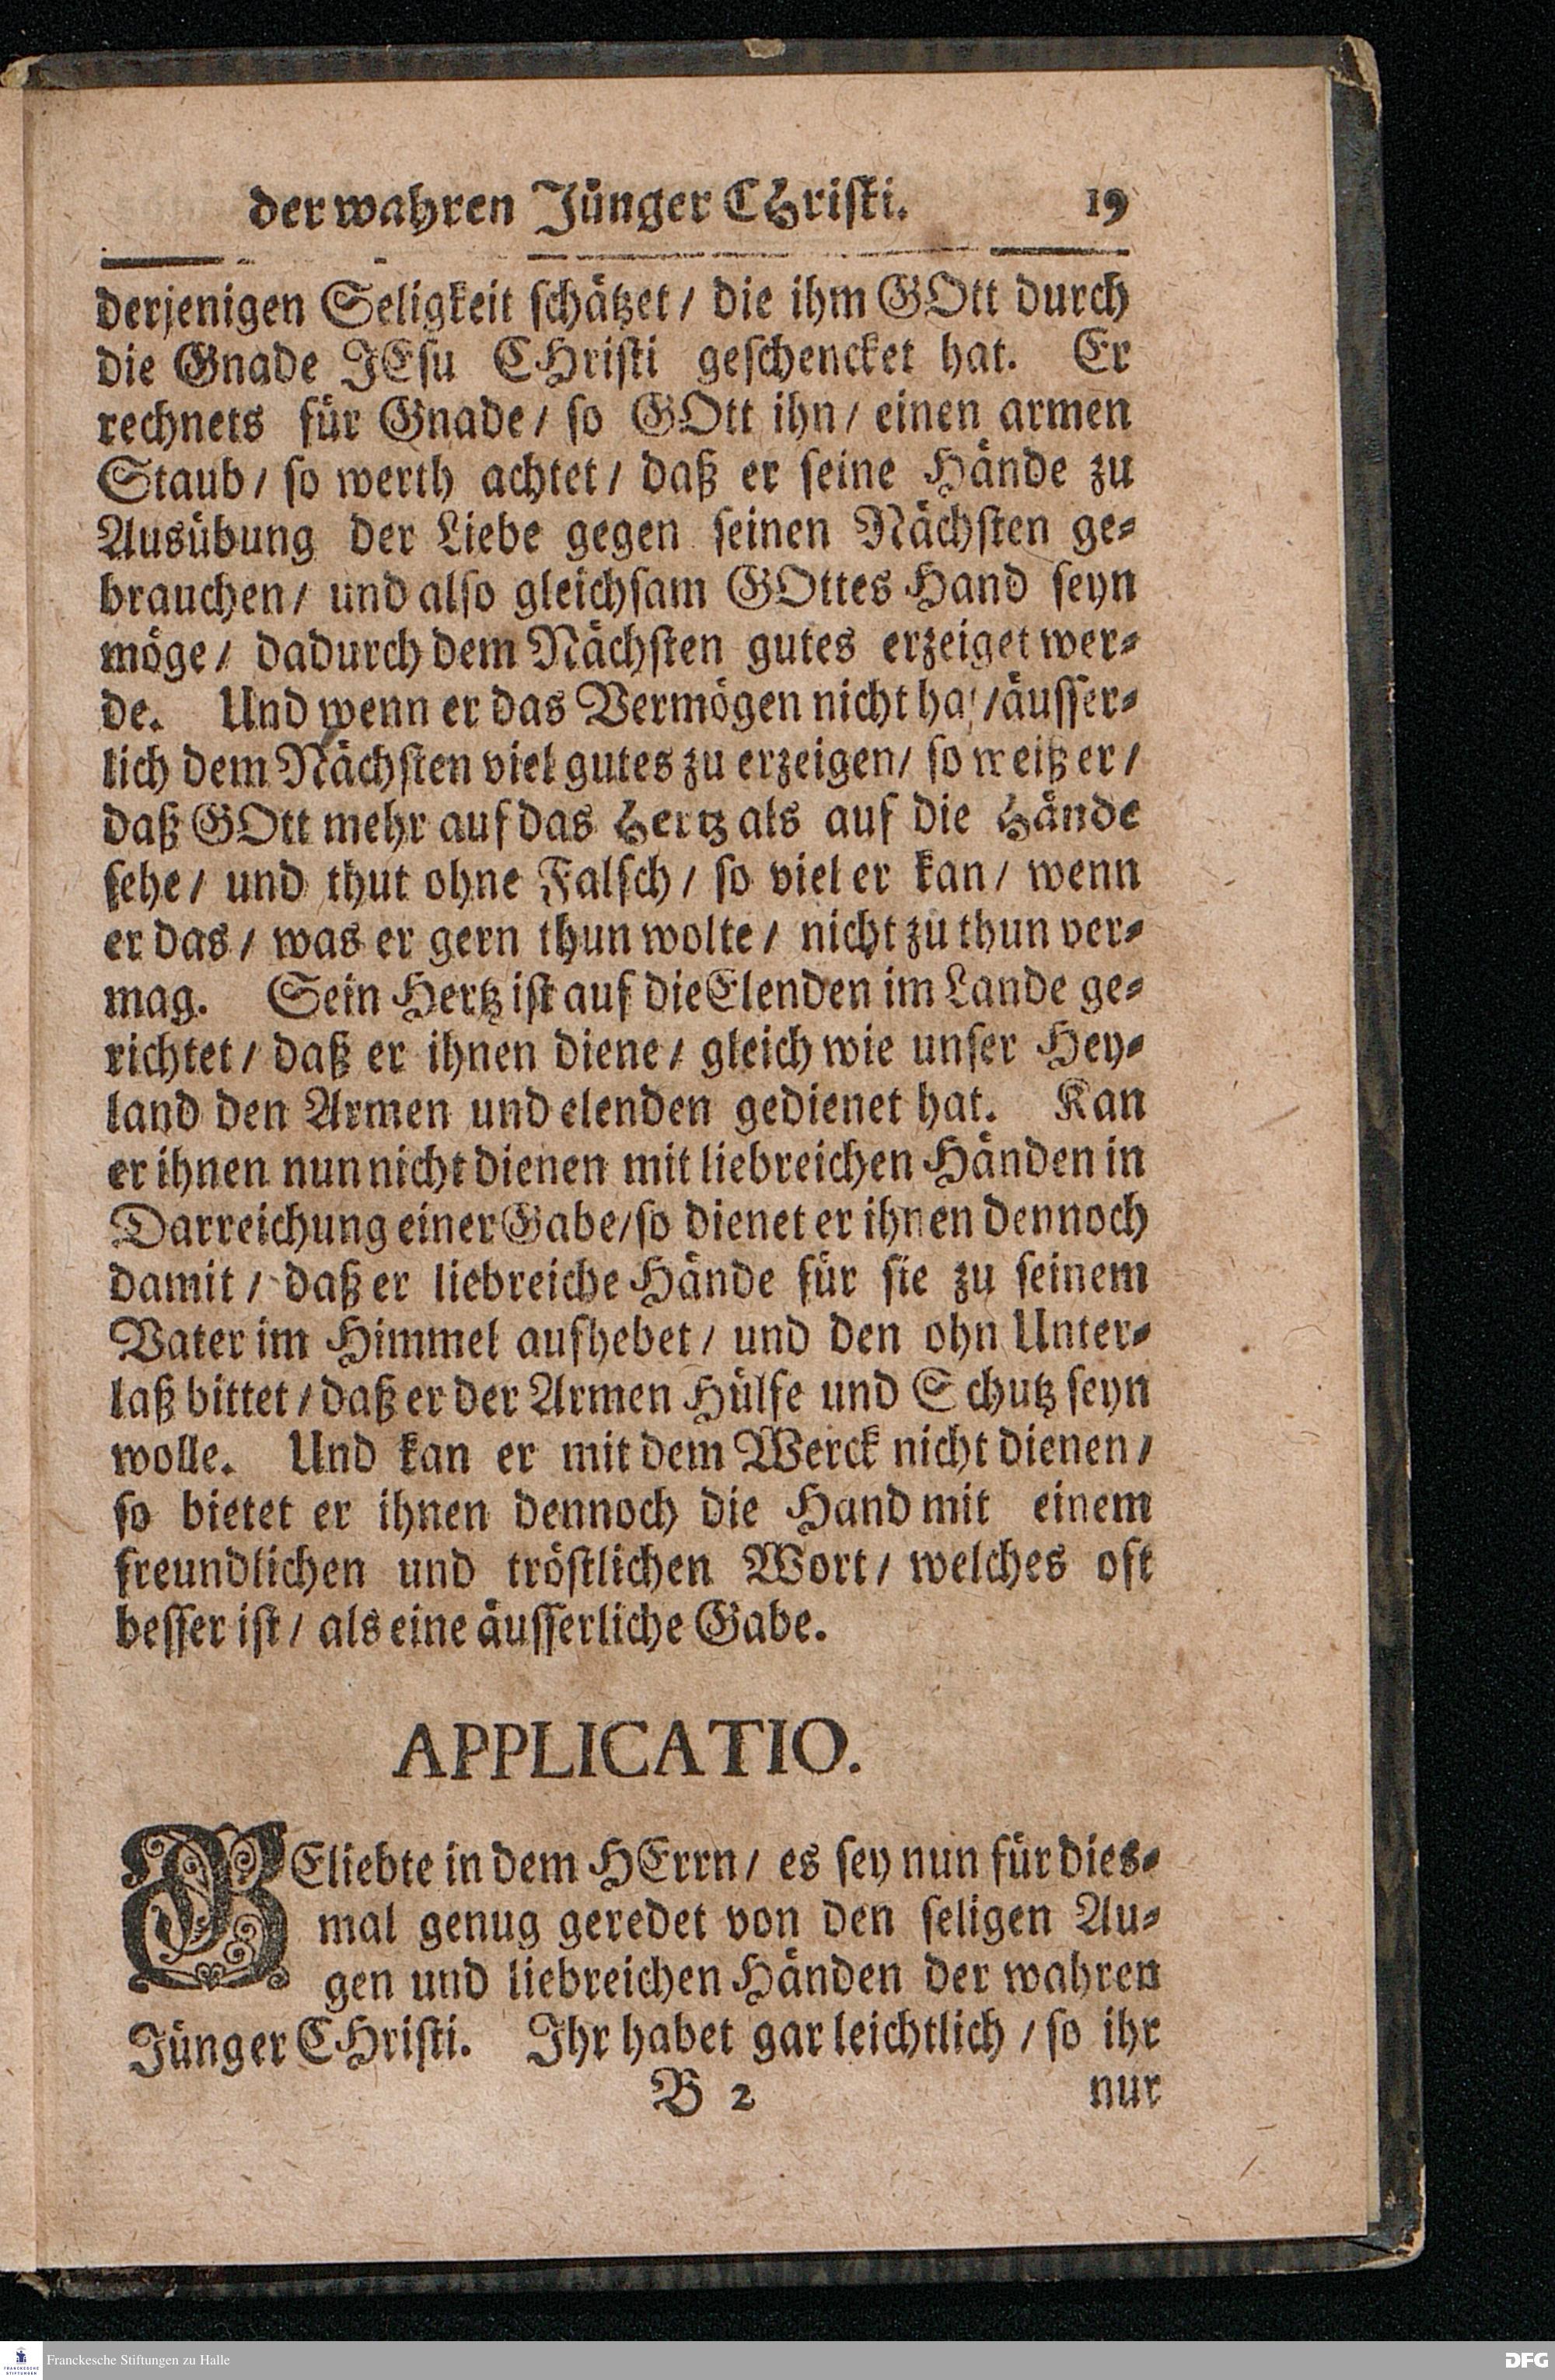 der wahren Jünger CHristi. 19
derjenigen Seligkeit schätzet / die ihm GOtt durch
die Gnade JEsu CHristi geschencket hat. Er
rechnets für Gnade / so GOtt ihn / einen armen
Staub / so werth achtet / daß er seine Hände zu
Ausübung der Liebe gegen seinen Nächsten ge-
brauchen / und also gleichsam GOttes Hand seyn
möge / dadurch dem Nächsten gutes erzeiget wer-
de. Und wenn er das Vermögen nicht hat / äusser-
lich dem Nächsten viel gutes zu erzeigen / so weiß er /
daß GOtt mehr auf das Hertz als auf die Hände
sehe / und thut ohne Falsch / so viel er kan / wenn
er das / was er gern thun wolte / nicht zu thun ver-
mag. Sein Hertz ist auf die Elenden im Lande ge-
richtet / daß er ihnen diene / gleich wie unser Hey-
land den Armen und elenden gedienet hat. Kan
er ihnen nun nicht dienen mit liebreichen Händen in
Darreichung einer Gabe / so dienet er ihnen dennoch
damit / daß er liebreiche Hände für sie zu seinem
Vater im Himmel aufhebet / und den ohn Unter-
laß bittet / daß er der Armen Hülfe und Schutz seyn
wolle. Und kan er mit dem Werck nicht dienen /
so bietet er ihnen dennoch die Hand mit einem
freundlichen und tröstlichen Wort / welches oft
besser ist / als eine äusserliche Gabe.
APPLICATIO.
GEliebte in dem HErrn / es sey nun für dies-
mal genug geredet von den seligen Au-
gen und liebreichen Händen der wahren
Jünger CHristi. Ihr habet gar leichtlich / so ihr
B 2 nur
FRANCKESCHE STIFTUNGEN
Franckesche Stiftungen zu Halle
DFG